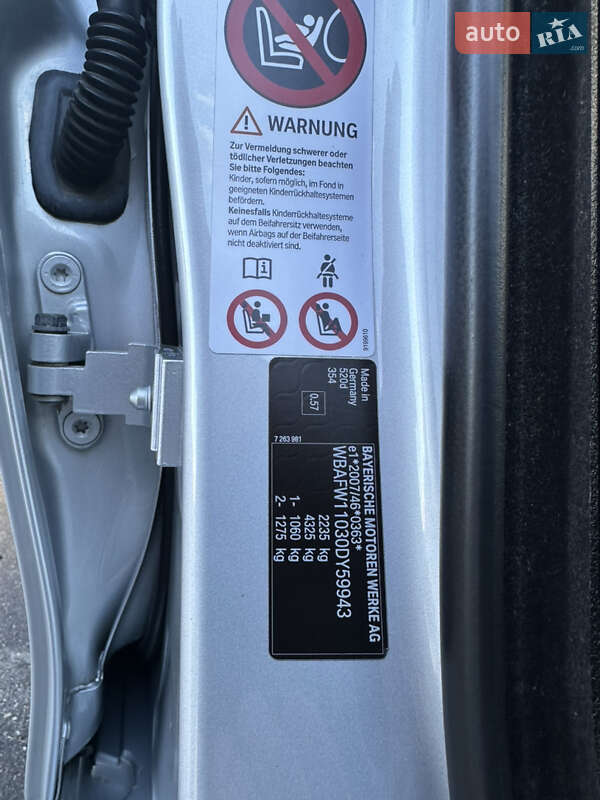 auto RIA.com
WARNUNG
Zur Vermeidung schwerer oder
tödlicher Verletzungen beachten
Sie bitte Folgendes:
Kinder, sofern möglich, im Fond in
geeigneten Kinderrückhaltesystemen
befördern.
Keinesfalls Kinderrückhaltesysteme
auf dem Beifahrersitz verwenden,
wenn Airbags auf der Beifahrerseite
nicht deaktiviert sind.
Made in
Germany
520d
354
0.57
7 263 981
BAYERISCHE MOTOREN WERKE AG
e1*2007/46*0363*
WBAFW11030DY59943
2235 kg
4325 kg
1- 1060 kg
2- 1275 kg